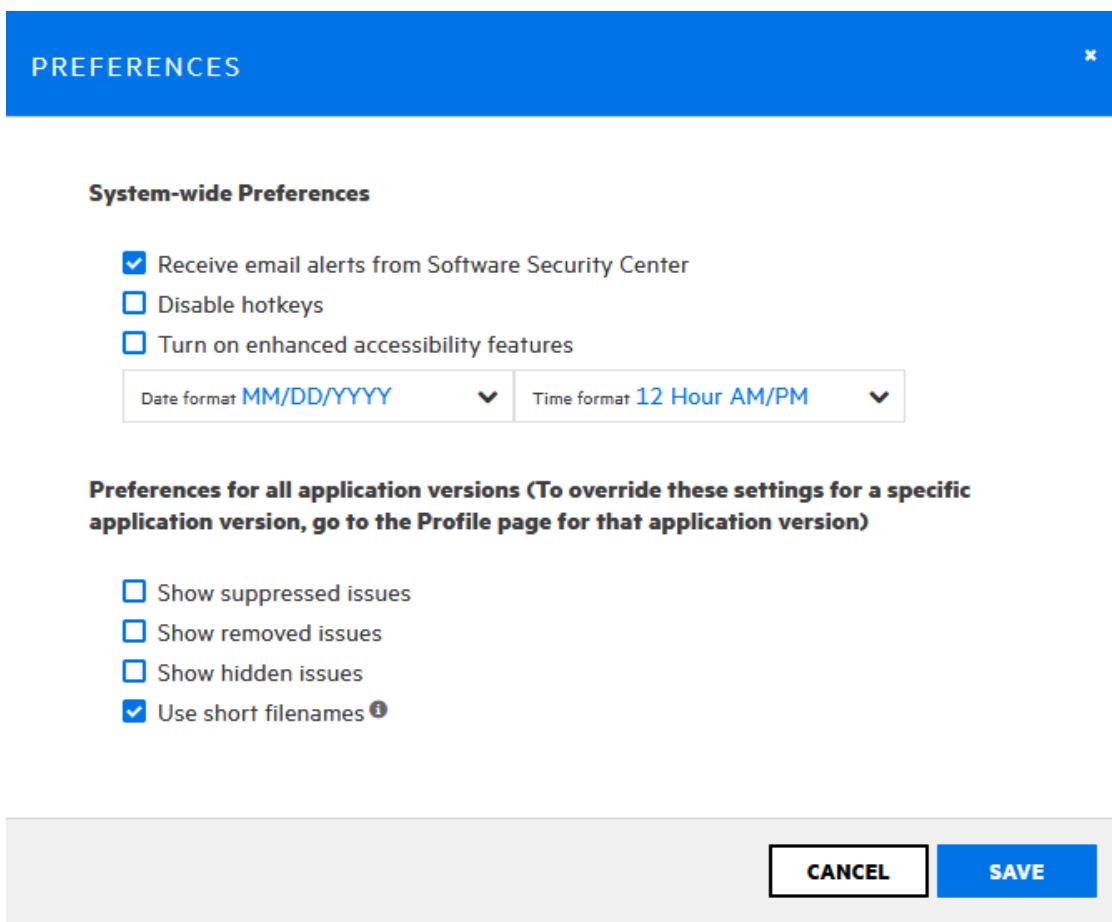 PREFERENCES
System-wide Preferences
Receive email alerts from Software Security Center
Disable hotkeys
Turn on enhanced accessibility features
Date format MM/DD/YYYY Time format 12 Hour AM/PM
Preferences for all application versions (To override these settings for a specific
application version, go to the Profile page for that application version)
Show suppressed issues
Show removed issues
Show hidden issues
Use short filenames
CANCEL SAVE